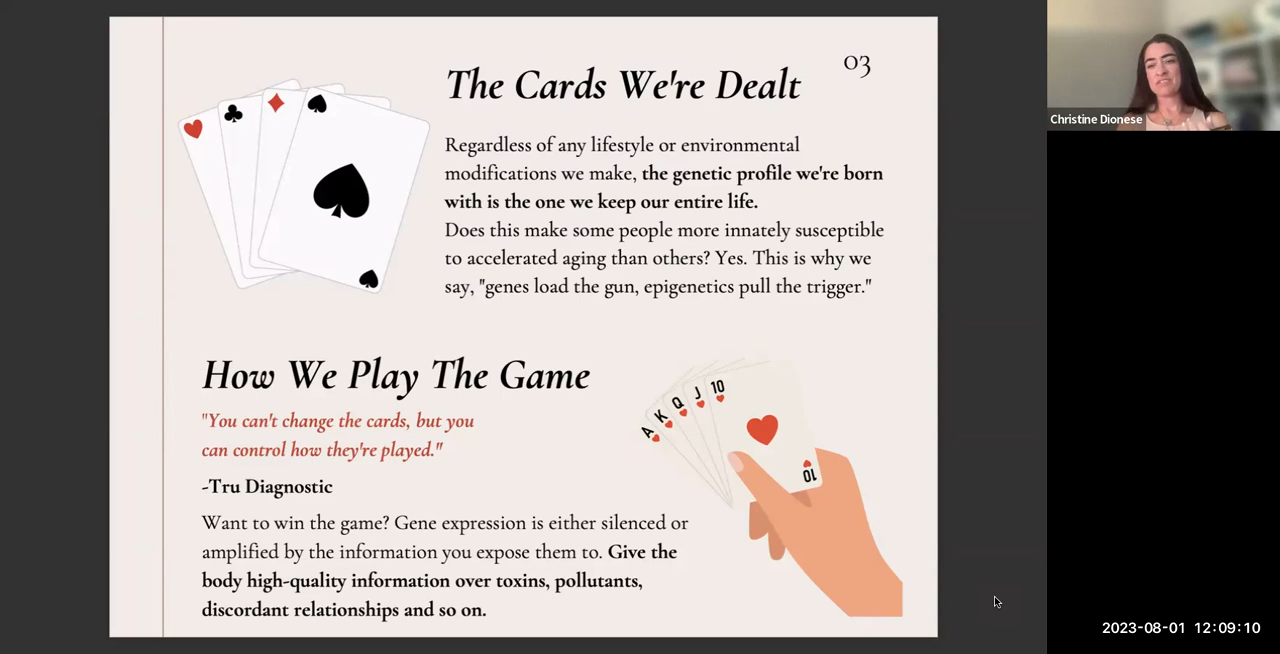 03
The Cards We're Dealt
Regardless of any lifestyle or environmental
modifications we make, the genetic profile we're born
with is the one we keep our entire life.
Does this make some people more innately susceptible
to accelerated aging than others? Yes. This is why we
say, "genes load the gun, epigenetics pull the trigger."
How We Play The Game
"You can't change the cards, but you
can control how they're played."
-Tru Diagnostic
Want to win the game? Gene expression is either silenced or
amplified by the information you expose them to. Give the
body high-quality information over toxins, pollutants,
discordant relationships and so on.
A K Q J 10
10
Christine Dionese
2023-08-01 12:09:10